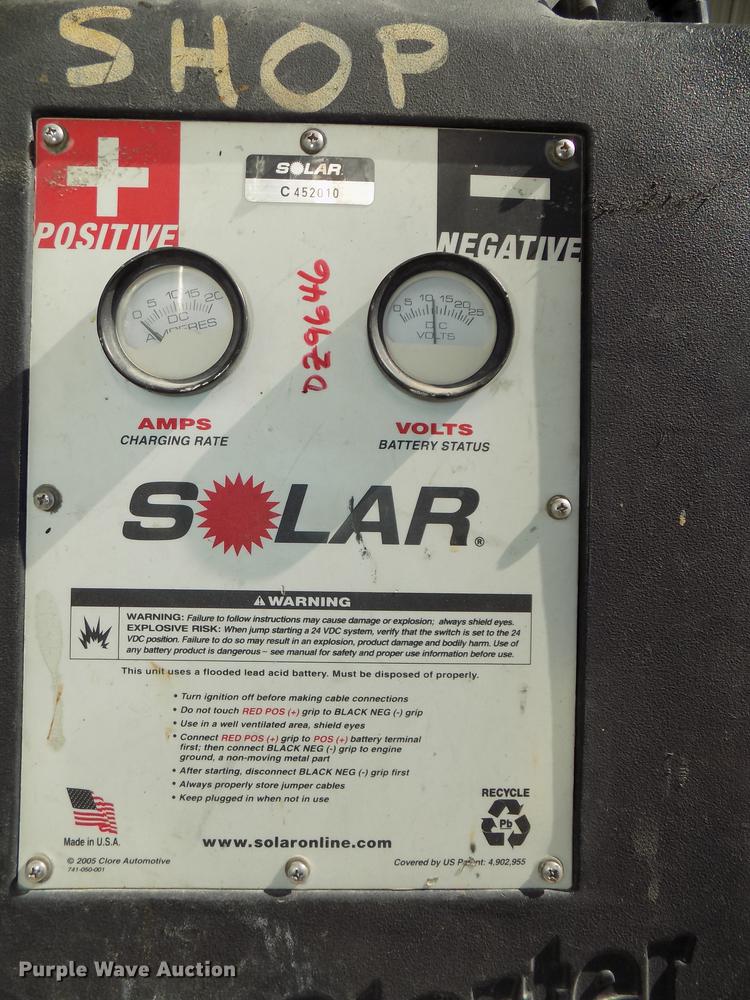 SHOP
SOLAR
C 452010
POSITIVE
NEGATIVE
0 5 10 15 20
DC
AMPERES
DZ9646
0 5 10 15 20 25
DC
VOLTS
AMPS
CHARGING RATE
VOLTS
BATTERY STATUS
SOLAR®
WARNING
WARNING: Failure to follow instructions may cause damage or explosion; always shield eyes.
EXPLOSIVE RISK: When jump starting a 24 VDC system, verify that the switch is set to the 24
VDC position. Failure to do so may result in an explosion, product damage and bodily harm. Use of
any battery product is dangerous – see manual for safety and proper use information before use.
This unit uses a flooded lead acid battery. Must be disposed of properly.
• Turn ignition off before making cable connections
• Do not touch RED POS (+) grip to BLACK NEG (-) grip
• Use in a well ventilated area, shield eyes
• Connect RED POS (+) grip to POS (+) battery terminal
first; then connect BLACK NEG (-) grip to engine
ground, a non-moving metal part
• After starting, disconnect BLACK NEG (-) grip first
• Always properly store jumper cables
• Keep plugged in when not in use
RECYCLE
Pb
Made in U.S.A.
www.solaronline.com
© 2005 Clore Automotive
741-050-001
Covered by US Patent: 4,902,955
Purple Wave Auction